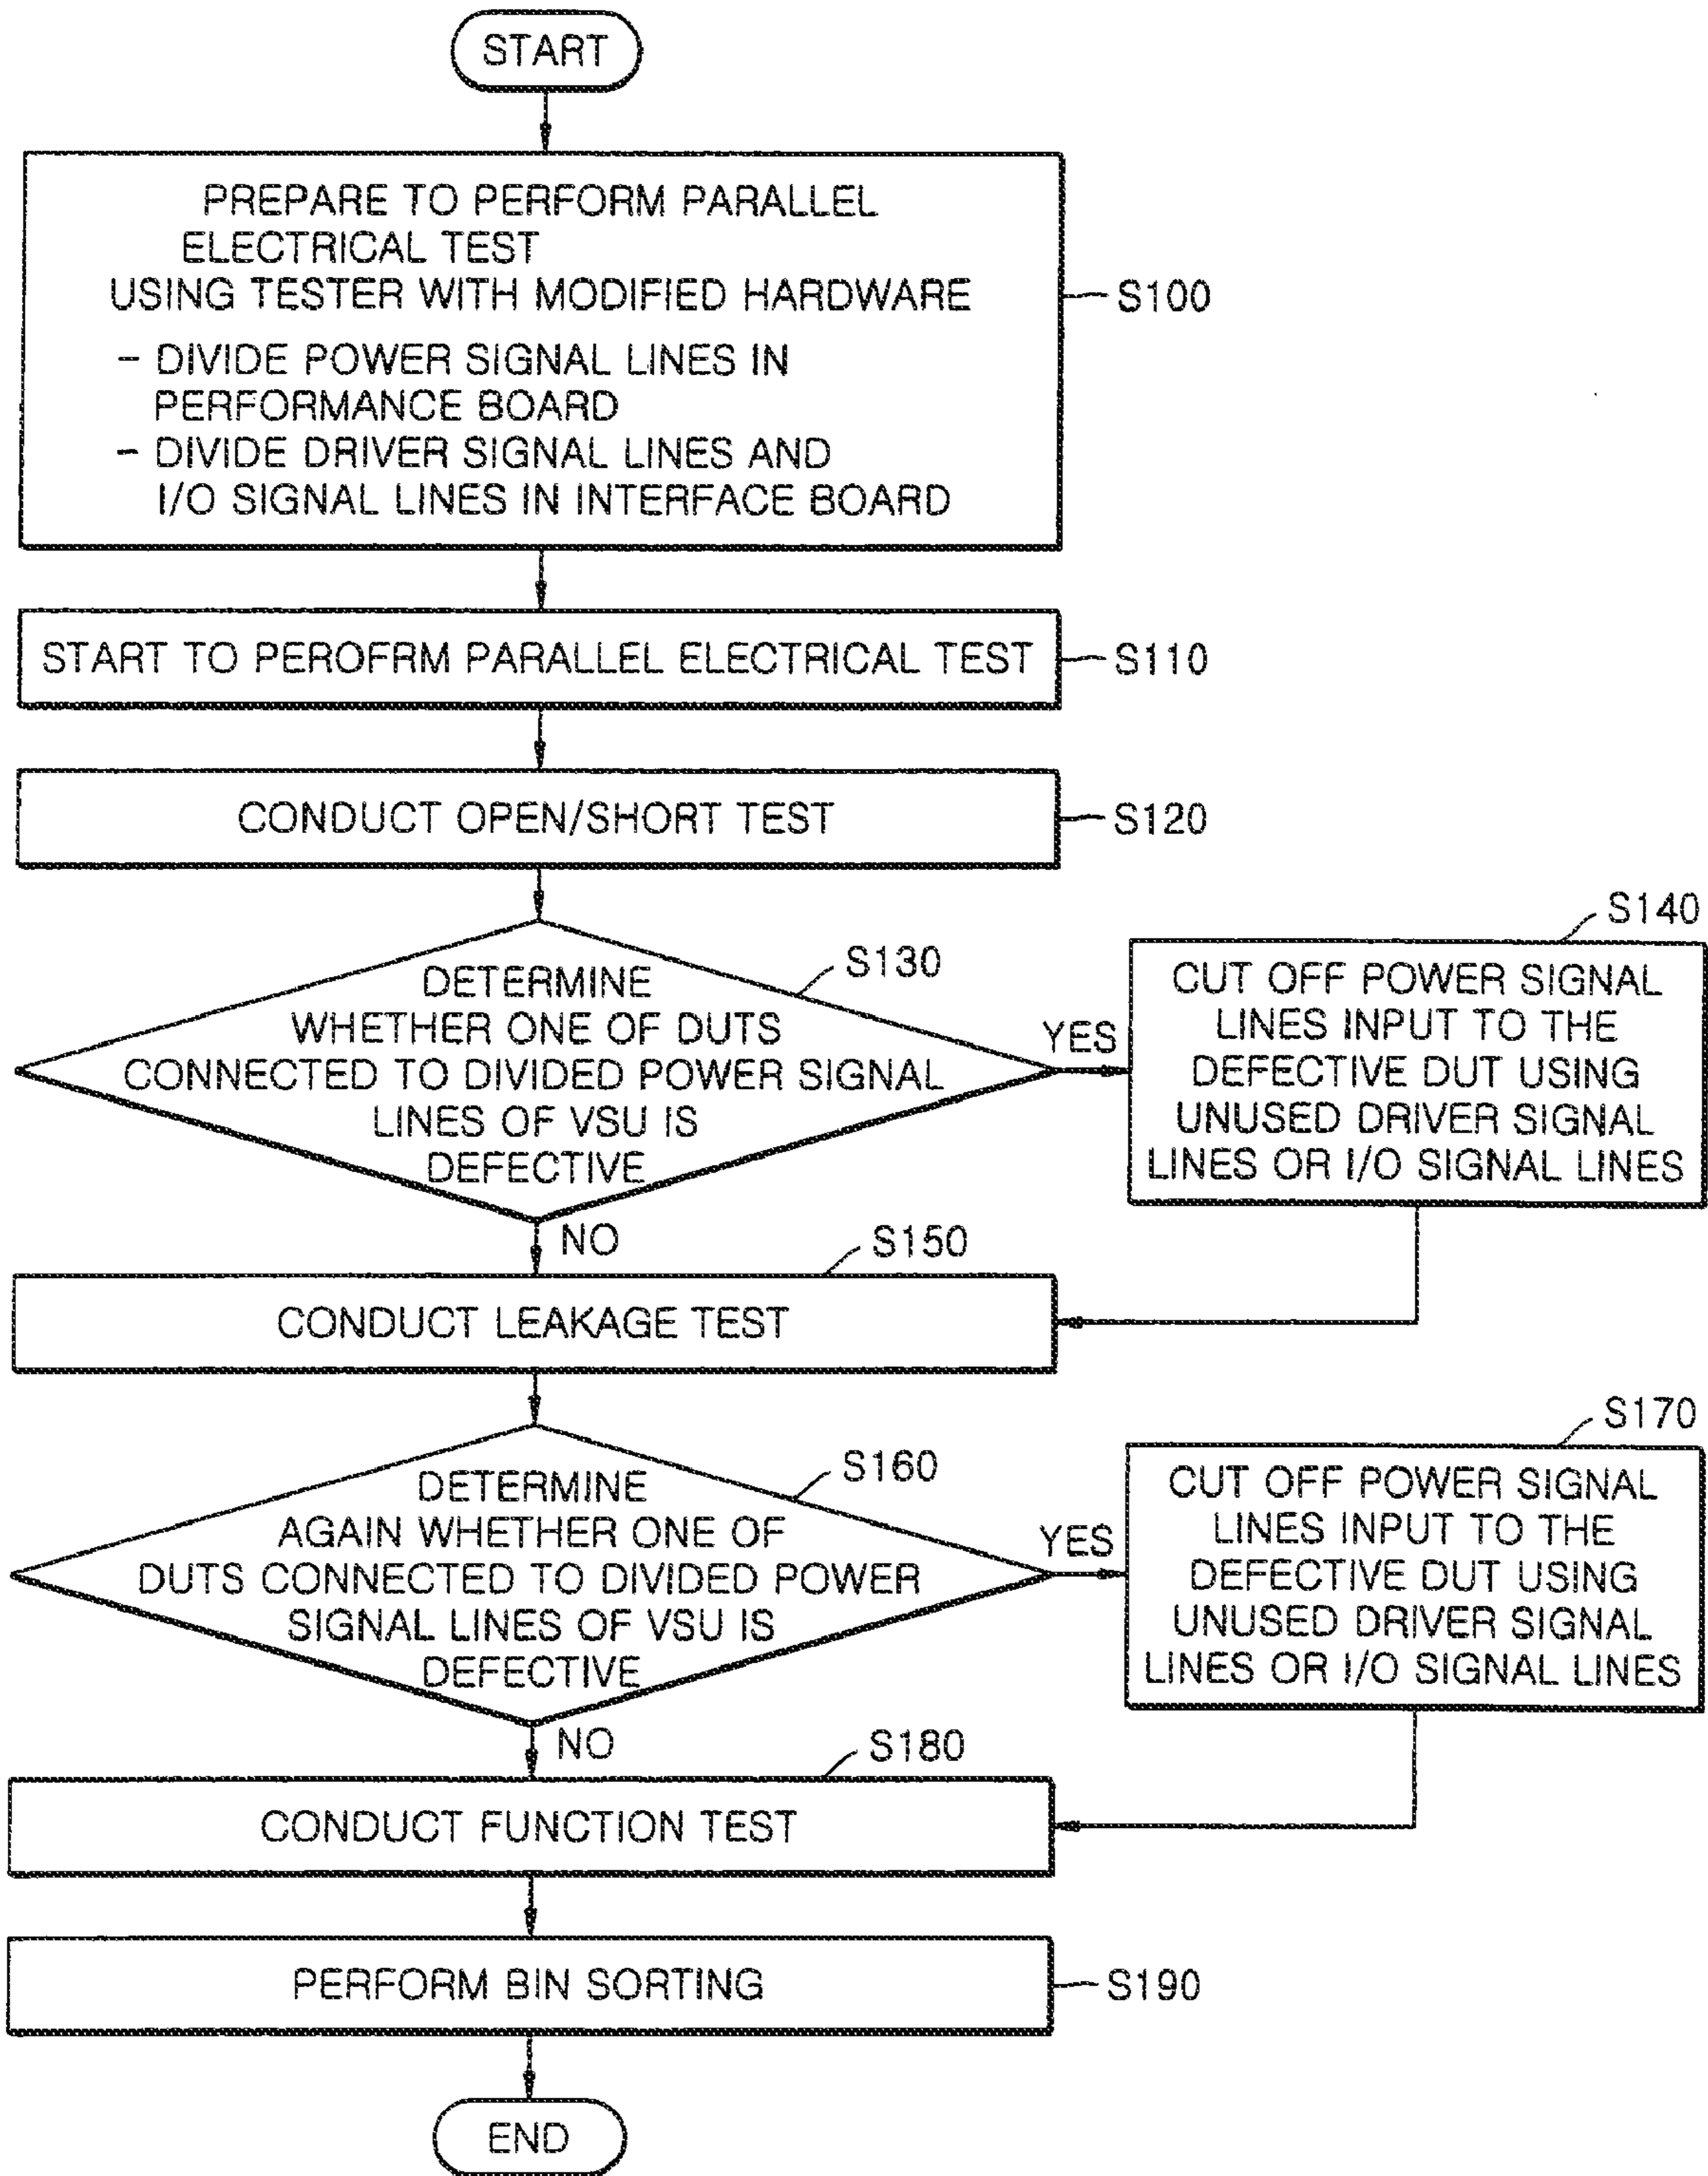 START
PREPARE TO PERFORM PARALLEL
ELECTRICAL TEST
USING TESTER WITH MODIFIED HARDWARE
- DIVIDE POWER SIGNAL LINES IN
PERFORMANCE BOARD
- DIVIDE DRIVER SIGNAL LINES AND
I/O SIGNAL LINES IN INTERFACE BOARD
S100
START TO PEROFRM PARALLEL ELECTRICAL TEST
S110
CONDUCT OPEN/SHORT TEST
S120
S130
DETERMINE
WHETHER ONE OF DUTS
CONNECTED TO DIVIDED POWER SIGNAL
LINES OF VSU IS
DEFECTIVE
YES
S140
CUT OFF POWER SIGNAL
LINES INPUT TO THE
DEFECTIVE DUT USING
UNUSED DRIVER SIGNAL
LINES OR I/O SIGNAL LINES
NO
S150
CONDUCT LEAKAGE TEST
S160
DETERMINE
AGAIN WHETHER ONE OF
DUTS CONNECTED TO DIVIDED POWER
SIGNAL LINES OF VSU IS
DEFECTIVE
YES
S170
CUT OFF POWER SIGNAL
LINES INPUT TO THE
DEFECTIVE DUT USING
UNUSED DRIVER SIGNAL
LINES OR I/O SIGNAL LINES
NO
S180
CONDUCT FUNCTION TEST
PERFORM BIN SORTING
S190
END